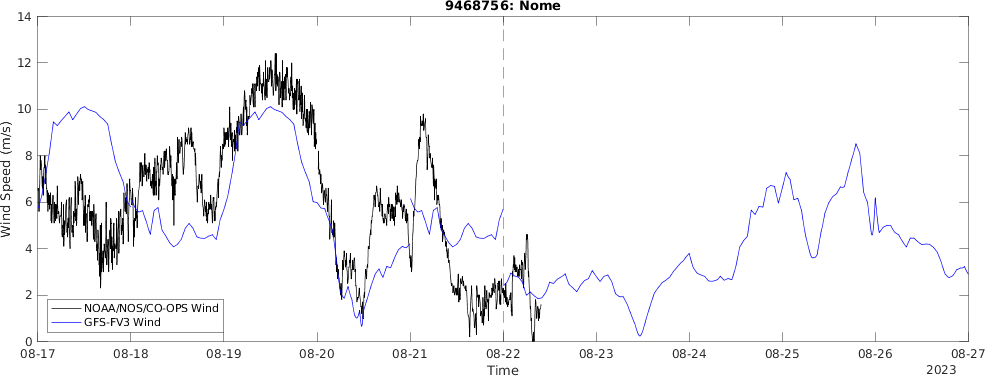 9468756: Nome
Wind Speed (m/s)
14
12
10
8
6
4
2
0
NOAA/NOS/CO-OPS Wind
GFS-FV3 Wind
08-17 08-18 08-19 08-20 08-21 08-22 08-23 08-24 08-25 08-26 08-27
Time
2023